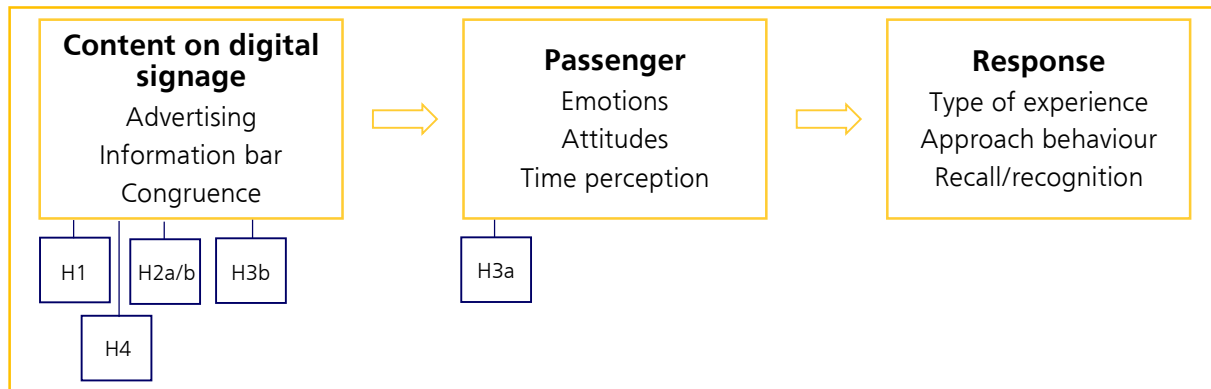 Content on digital
signage
Advertising
Information bar
Congruence
Passenger
Emotions
Attitudes
Time perception
Response
Type of experience
Approach behaviour
Recall/recognition
H1
H2a/b
H3b
H3a
H4